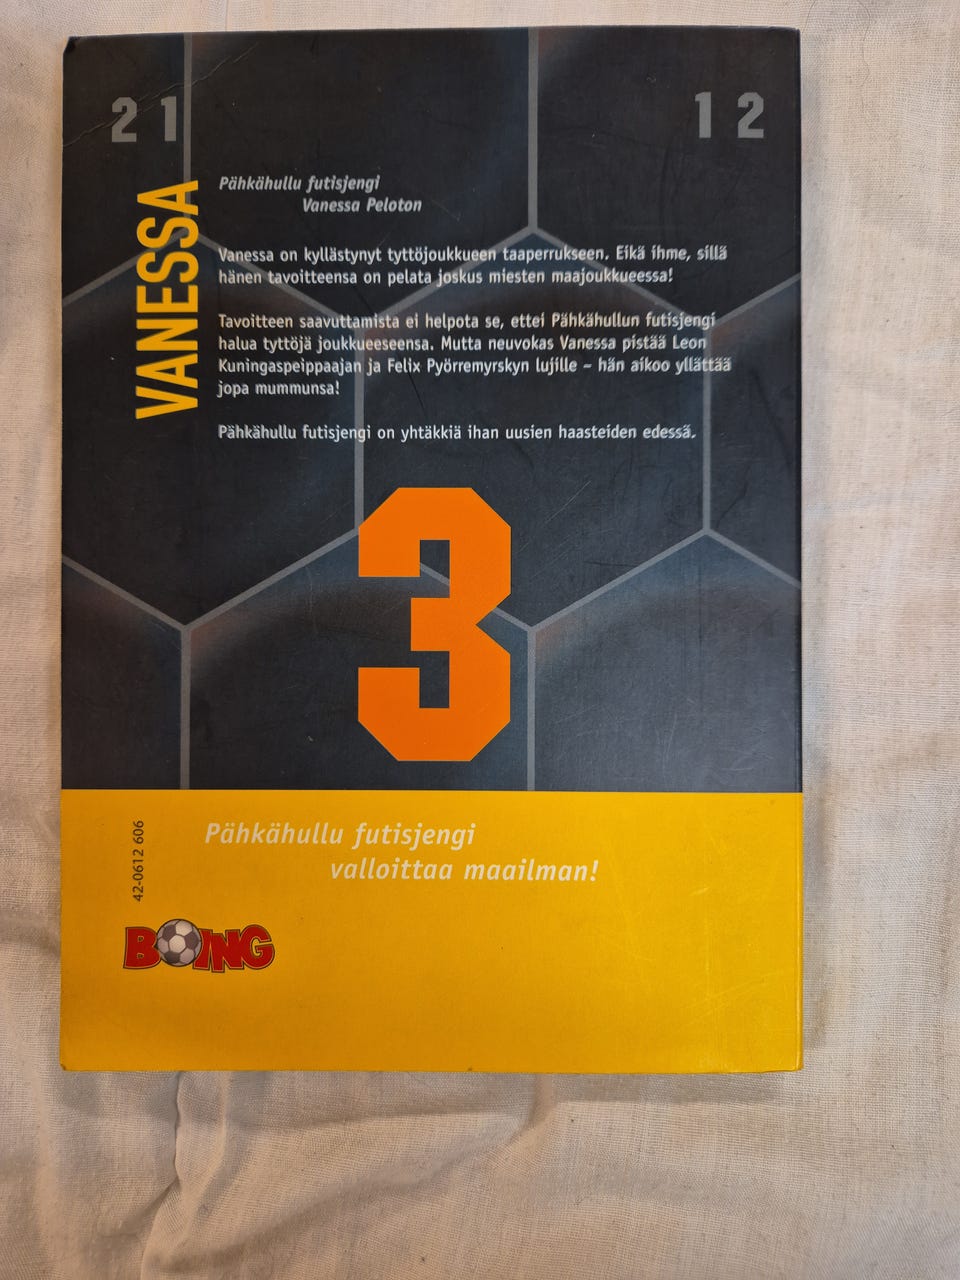 21
12
VANESSA
Pähkähullu futisjengi
Vanessa Peloton
Vanessa on kyllästynyt tyttöjoukkueen taaperrukseen. Eikä ihme, sillä
hänen tavoitteensa on pelata joskus miesten maajoukkueessa!
Tavoitteen saavuttamista ei helpota se, ettei Pähkähullun futisjengi
halua tyttöjä joukkueeseensa. Mutta neuvokas Vanessa pistää Leon
Kuningaspeippaajan ja Felix Pyörremyrskyn lujille – hän aikoo yllättää
jopa mummunsa!
Pähkähullu futisjengi on yhtäkkiä ihan uusien haasteiden edessä.
3
Pähkähullu futisjengi
valloittaa maailman!
42-0612 606
BOING